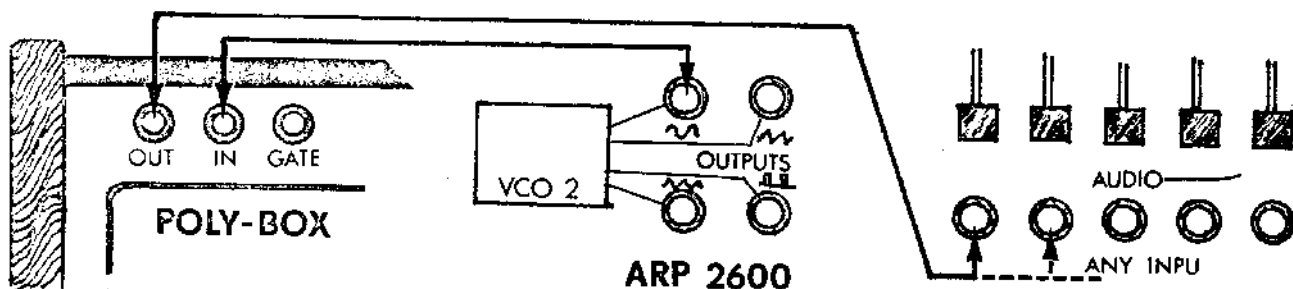 OUT IN GATE
POLY-BOX
VCO 2
OUTPUTS
ARP 2600
AUDIO
ANY INPU